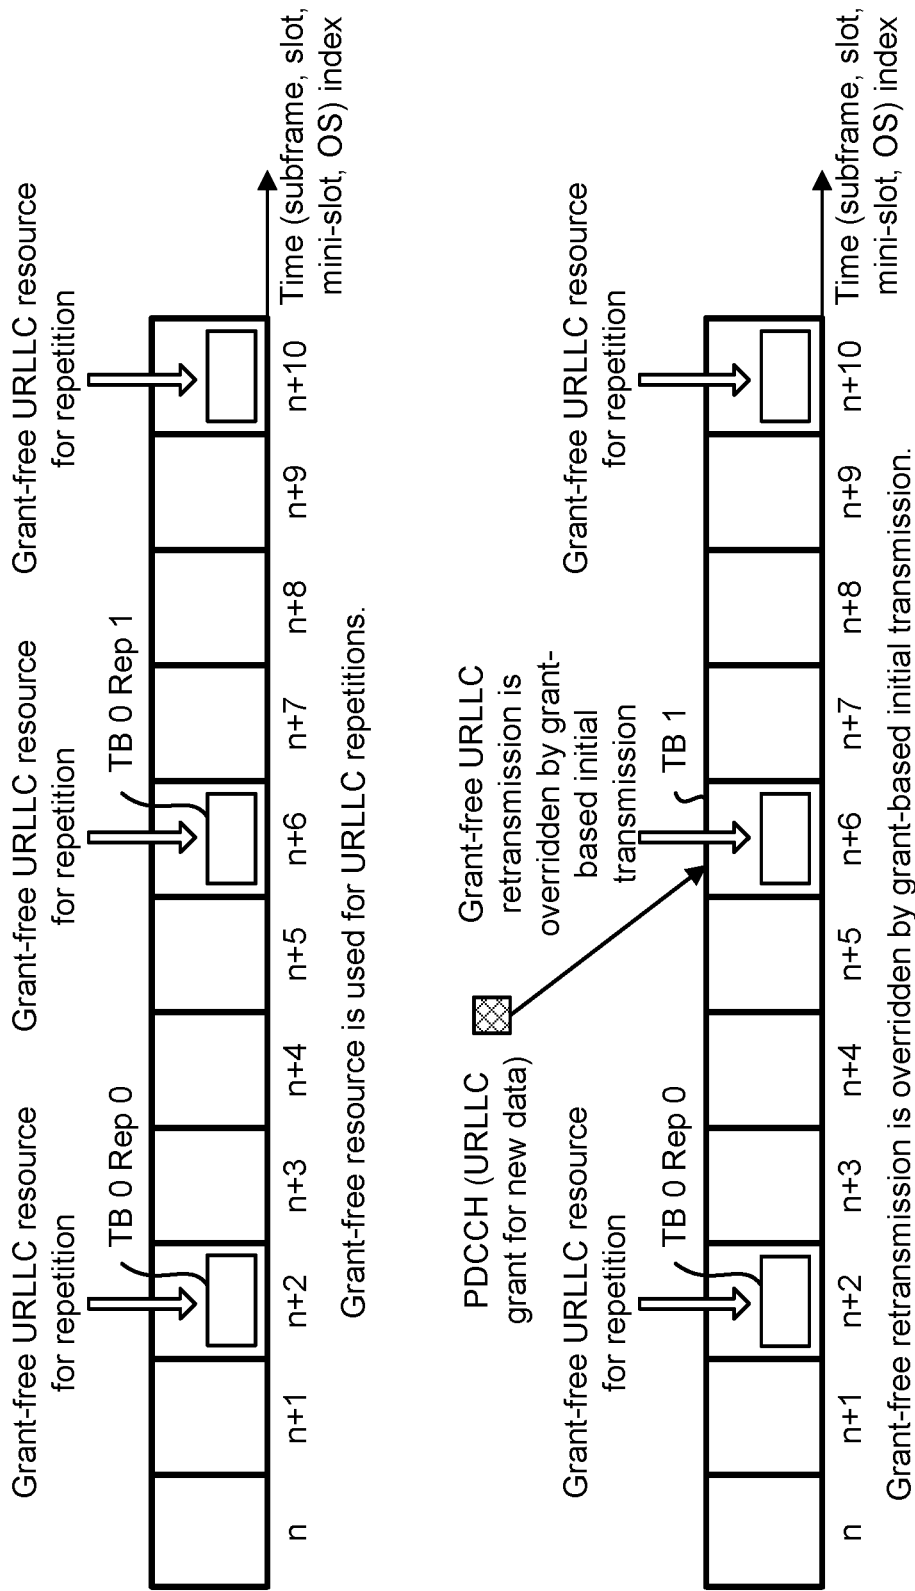 Grant-free URLLC resource
for repetition
Grant-free URLLC resource
for repetition
Grant-free URLLC resource
for repetition
TB 0 Rep 0
TB 0 Rep 1
n
n+1
n+2
n+3
n+4
n+5
n+6
n+7
n+8
n+9
n+10
Time (subframe, slot,
mini-slot, OS) index
Grant-free resource is used for URLLC repetitions.
PDCCH (URLLC
grant for new data)
Grant-free URLLC
retransmission is
overridden by grant-
based initial
transmission
Grant-free URLLC resource
for repetition
Grant-free URLLC resource
for repetition
TB 0 Rep 0
TB 1
n
n+1
n+2
n+3
n+4
n+5
n+6
n+7
n+8
n+9
n+10
Time (subframe, slot,
mini-slot, OS) index
Grant-free retransmission is overridden by grant-based initial transmission.